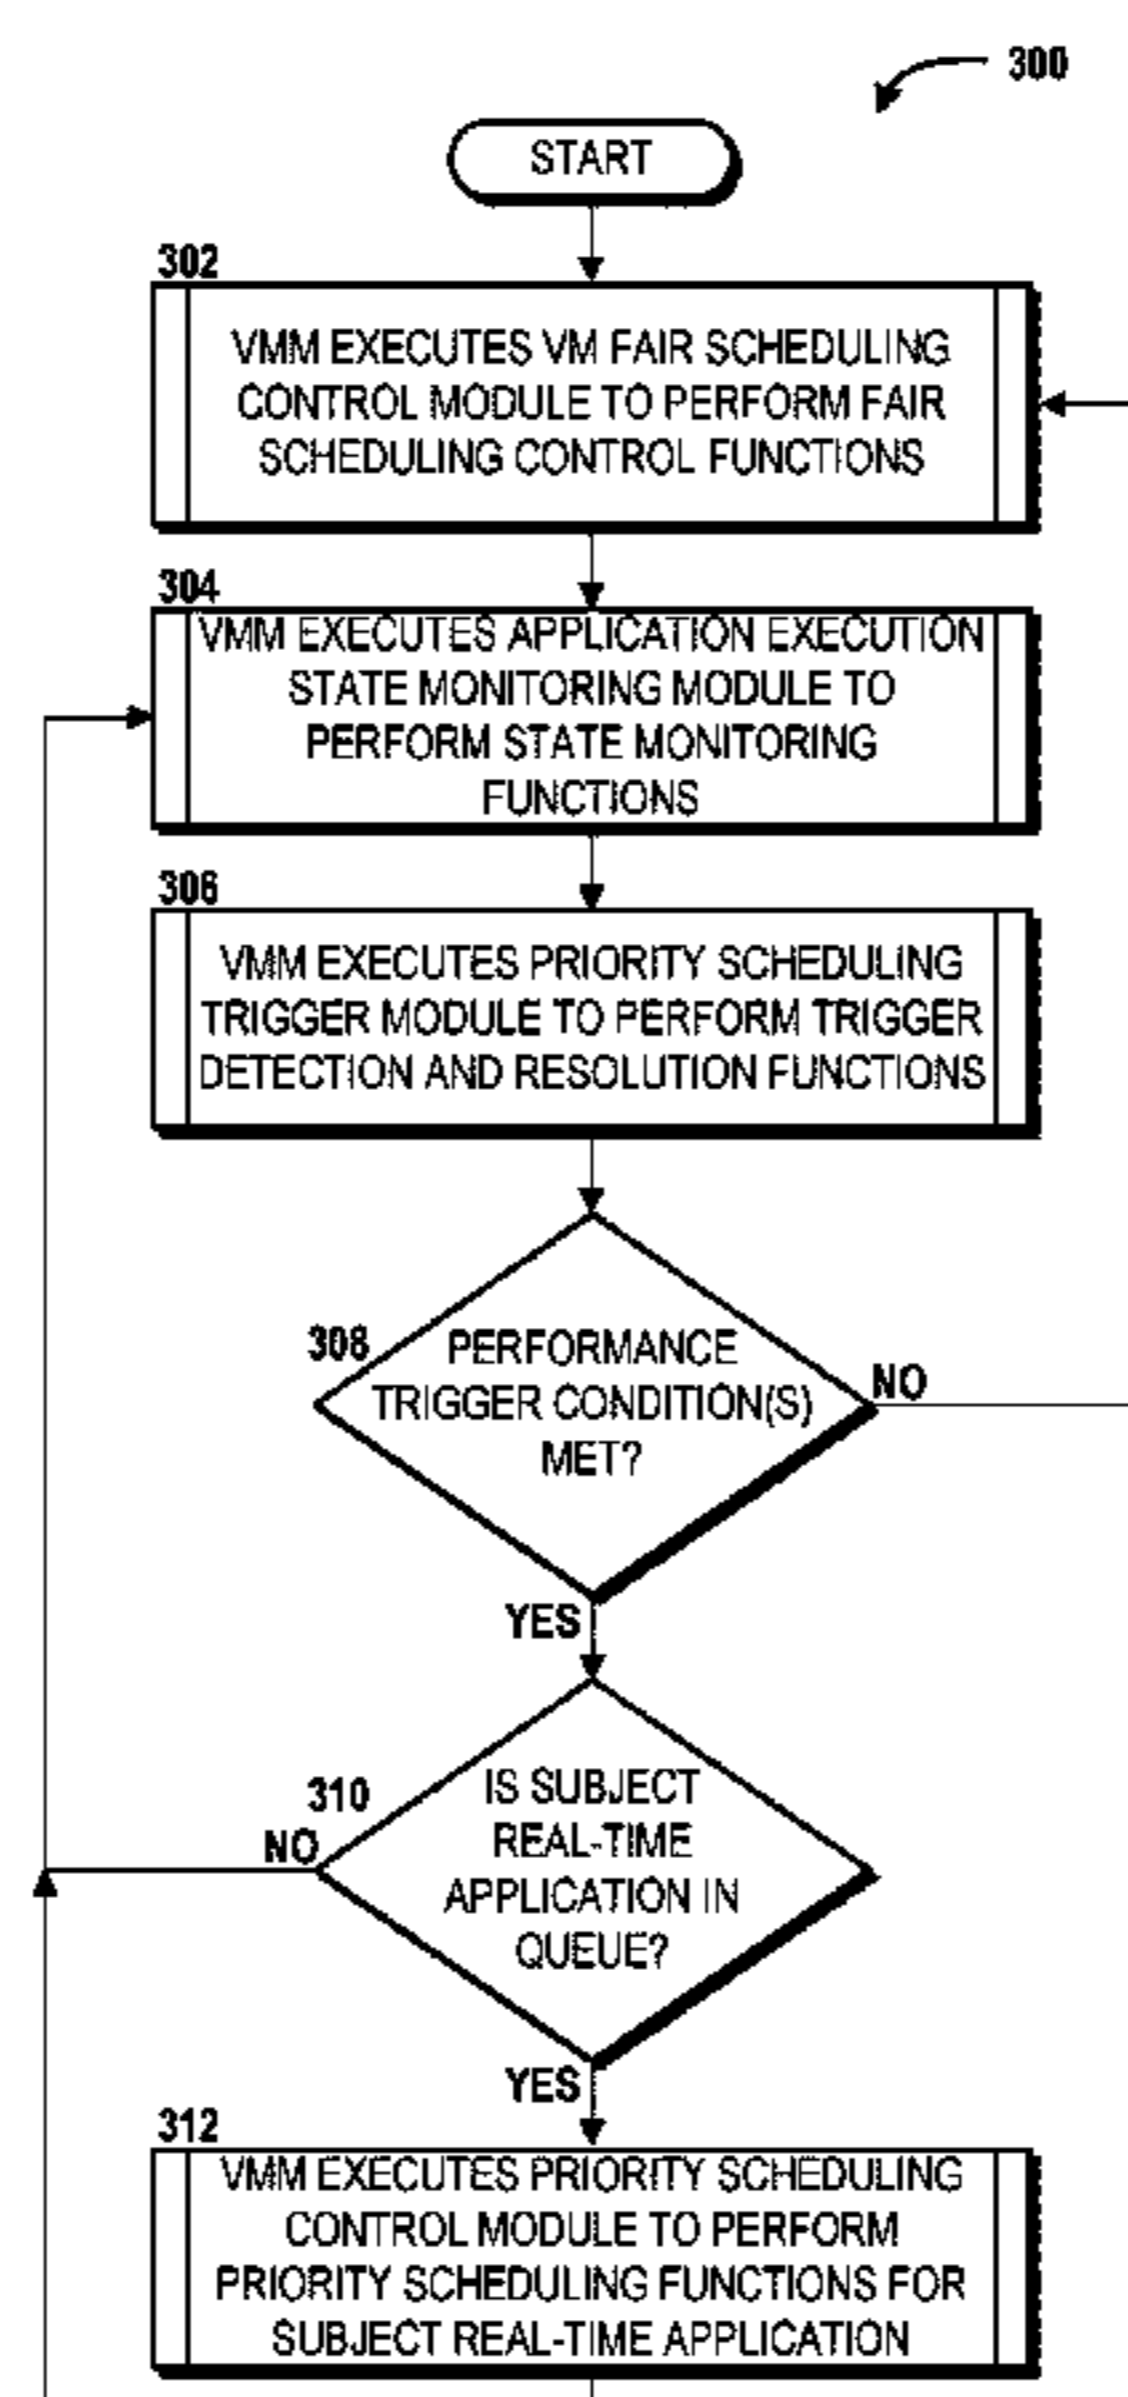 300
START
302
VMM EXECUTES VM FAIR SCHEDULING
CONTROL MODULE TO PERFORM FAIR
SCHEDULING CONTROL FUNCTIONS
304
VMM EXECUTES APPLICATION EXECUTION
STATE MONITORING MODULE TO
PERFORM STATE MONITORING
FUNCTIONS
306
VMM EXECUTES PRIORITY SCHEDULING
TRIGGER MODULE TO PERFORM TRIGGER
DETECTION AND RESOLUTION FUNCTIONS
308
PERFORMANCE
TRIGGER CONDITION(S)
MET?
NO
YES
310
IS SUBJECT
REAL-TIME
APPLICATION IN
QUEUE?
NO
YES
312
VMM EXECUTES PRIORITY SCHEDULING
CONTROL MODULE TO PERFORM
PRIORITY SCHEDULING FUNCTIONS FOR
SUBJECT REAL-TIME APPLICATION